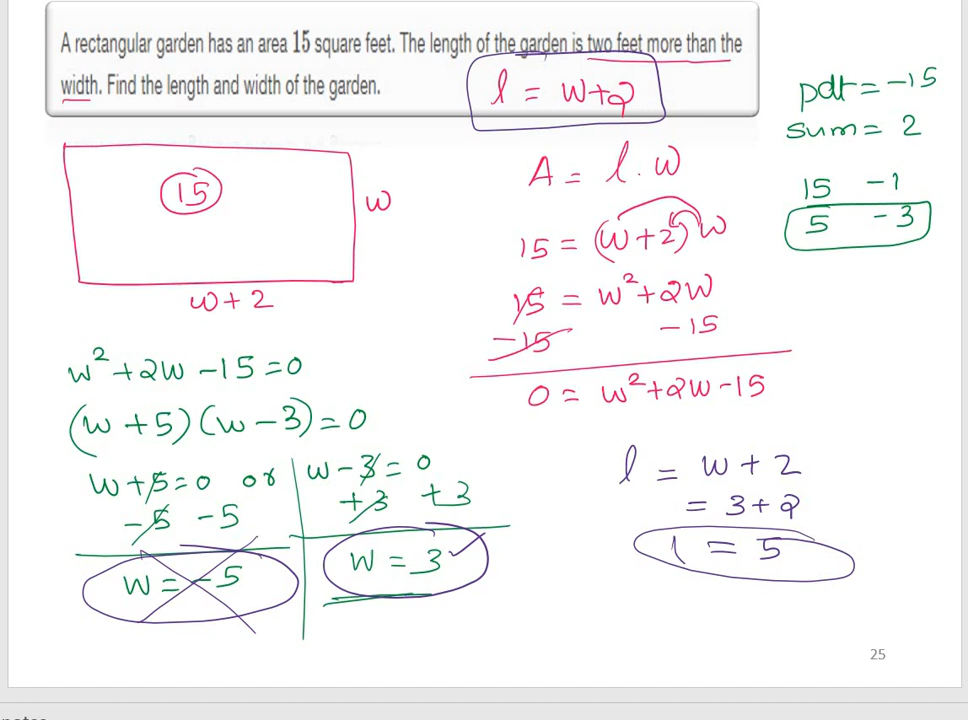 A rectangular garden has an area 15 square feet. The length of the garden is two feet more than the
width. Find the length and width of the garden.
l = w+2
pdt = -15
sum = 2
15 -1
5 -3
15
w
w + 2
A = l . w
15 = (w+2) w
15 = w² + 2w
-15 -15
0 = w² + 2w - 15
w² + 2w - 15 = 0
(w + 5) (w - 3) = 0
w + 5 = 0 or w - 3 = 0
-5 -5 +3 +3
w = -5 w = 3 ✓
l = w + 2
= 3 + 2
l = 5
25